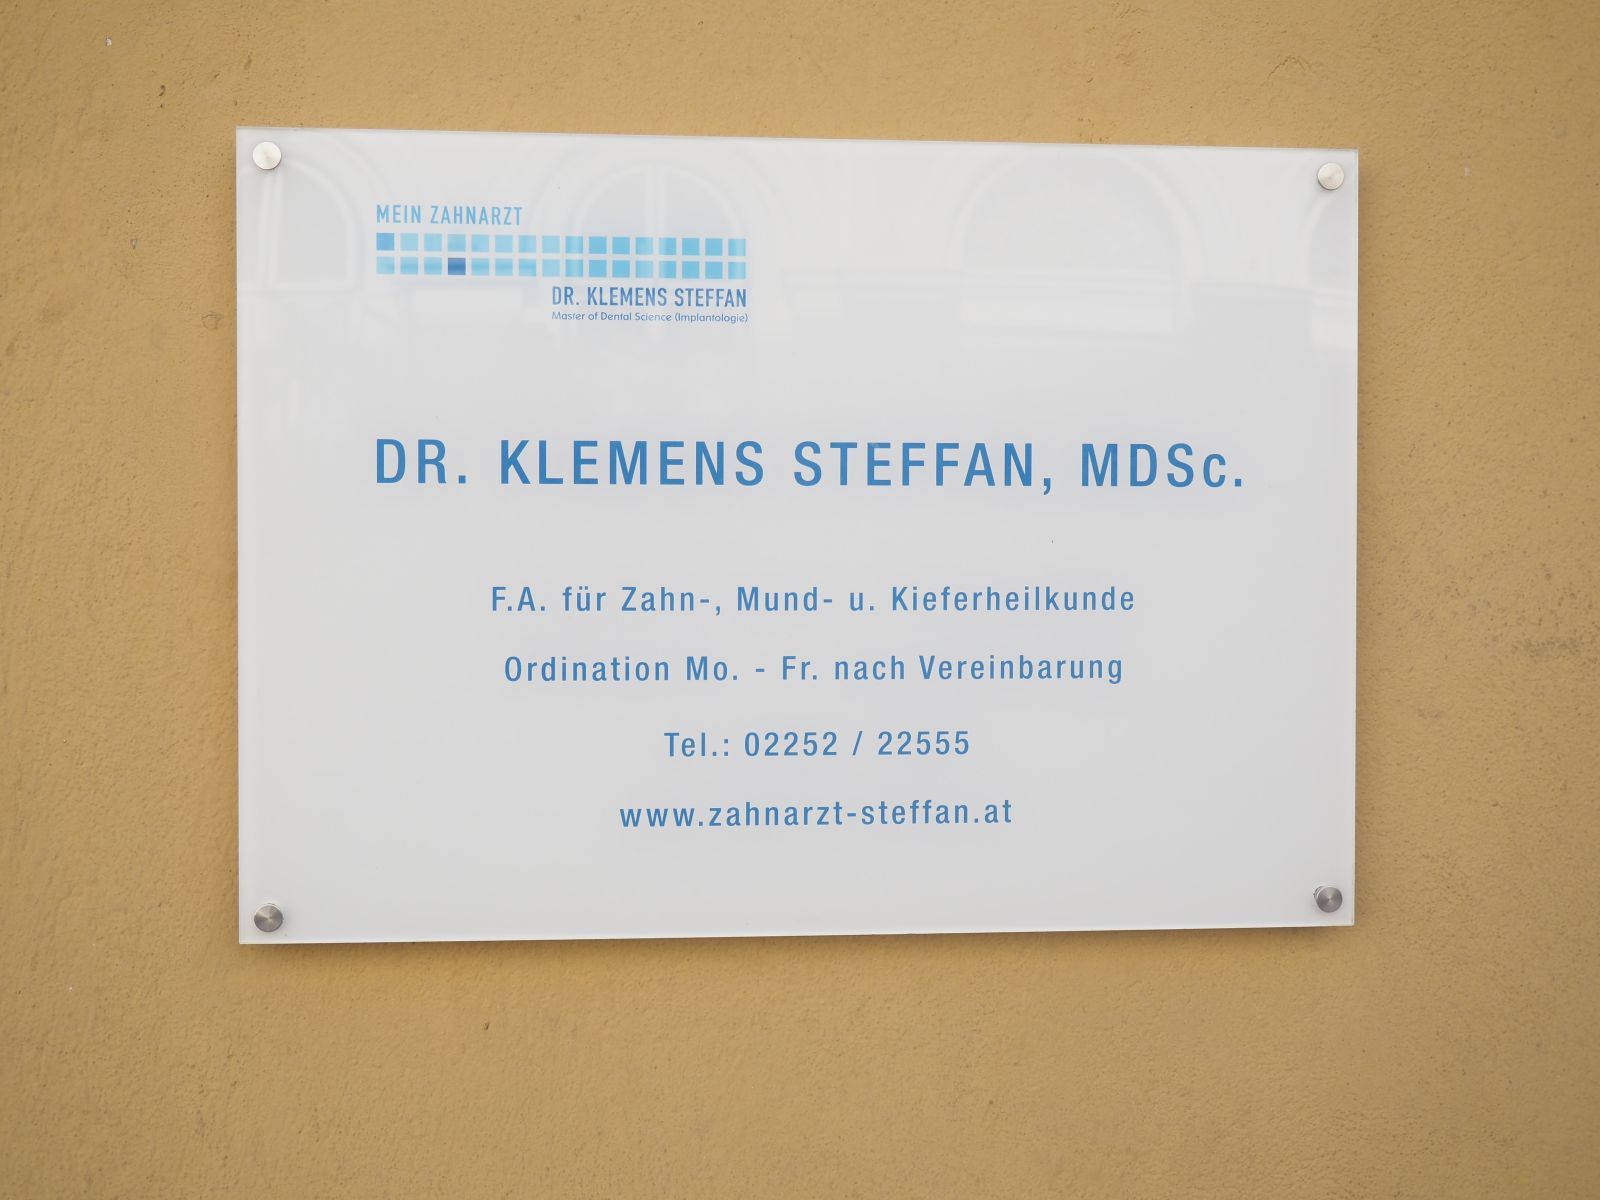 MEIN ZAHNARZT
DR. KLEMENS STEFFAN
Master of Dental Science (Implantologie)
DR. KLEMENS STEFFAN, MDSc.
F.A. für Zahn-, Mund- u. Kieferheilkunde
Ordination Mo. - Fr. nach Vereinbarung
Tel.: 02252 / 22555
www.zahnarzt-steffan.at